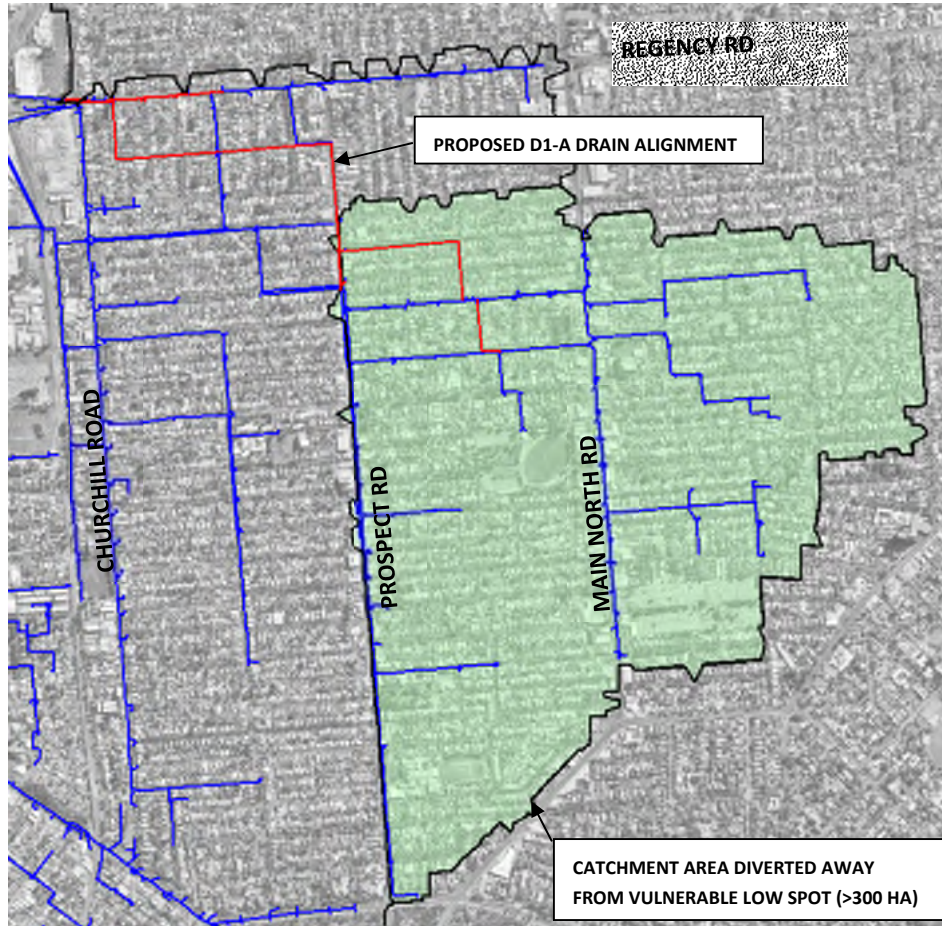 REGENCY RD
PROPOSED D1-A DRAIN ALIGNMENT
CHURCHILL ROAD
PROSPECT RD
MAIN NORTH RD
CATCHMENT AREA DIVERTED AWAY
FROM VULNERABLE LOW SPOT (>300 HA)